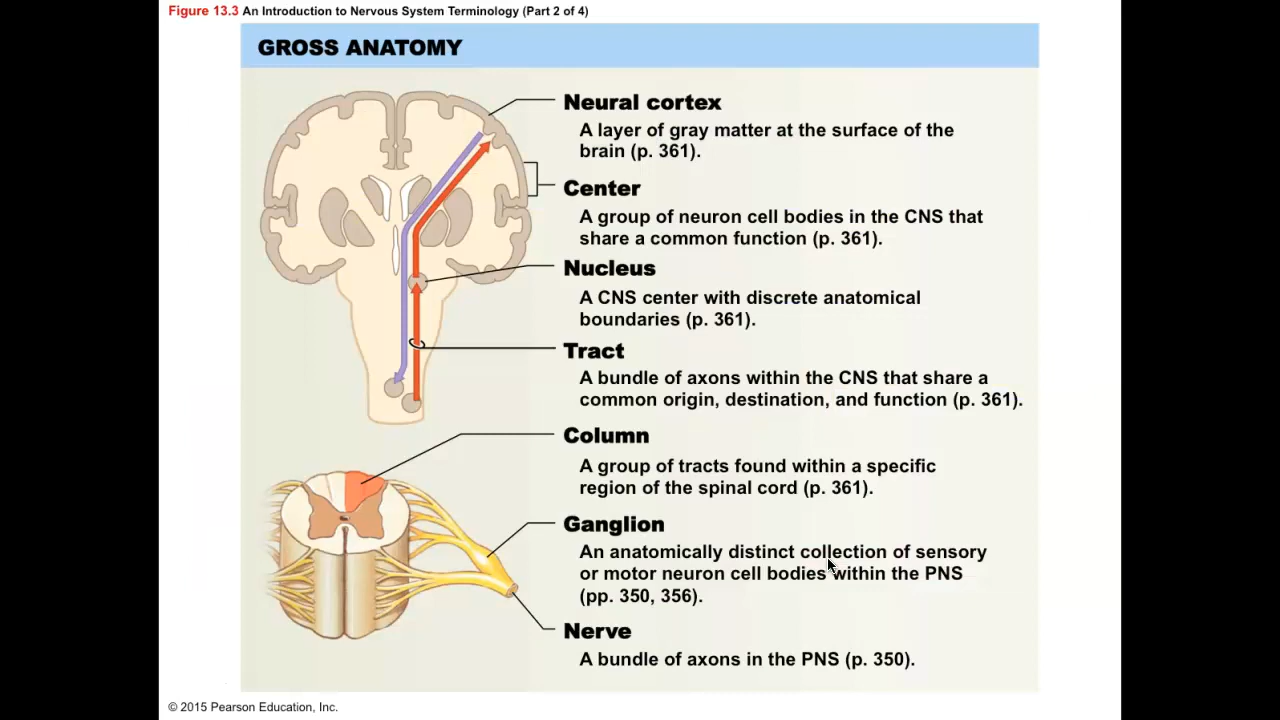 Figure 13.3 An Introduction to Nervous System Terminology (Part 2 of 4)
GROSS ANATOMY
Neural cortex
A layer of gray matter at the surface of the
brain (p. 361).
Center
A group of neuron cell bodies in the CNS that
share a common function (p. 361).
Nucleus
A CNS center with discrete anatomical
boundaries (p. 361).
Tract
A bundle of axons within the CNS that share a
common origin, destination, and function (p. 361).
Column
A group of tracts found within a specific
region of the spinal cord (p. 361).
Ganglion
An anatomically distinct collection of sensory
or motor neuron cell bodies within the PNS
(pp. 350, 356).
Nerve
A bundle of axons in the PNS (p. 350).
© 2015 Pearson Education, Inc.